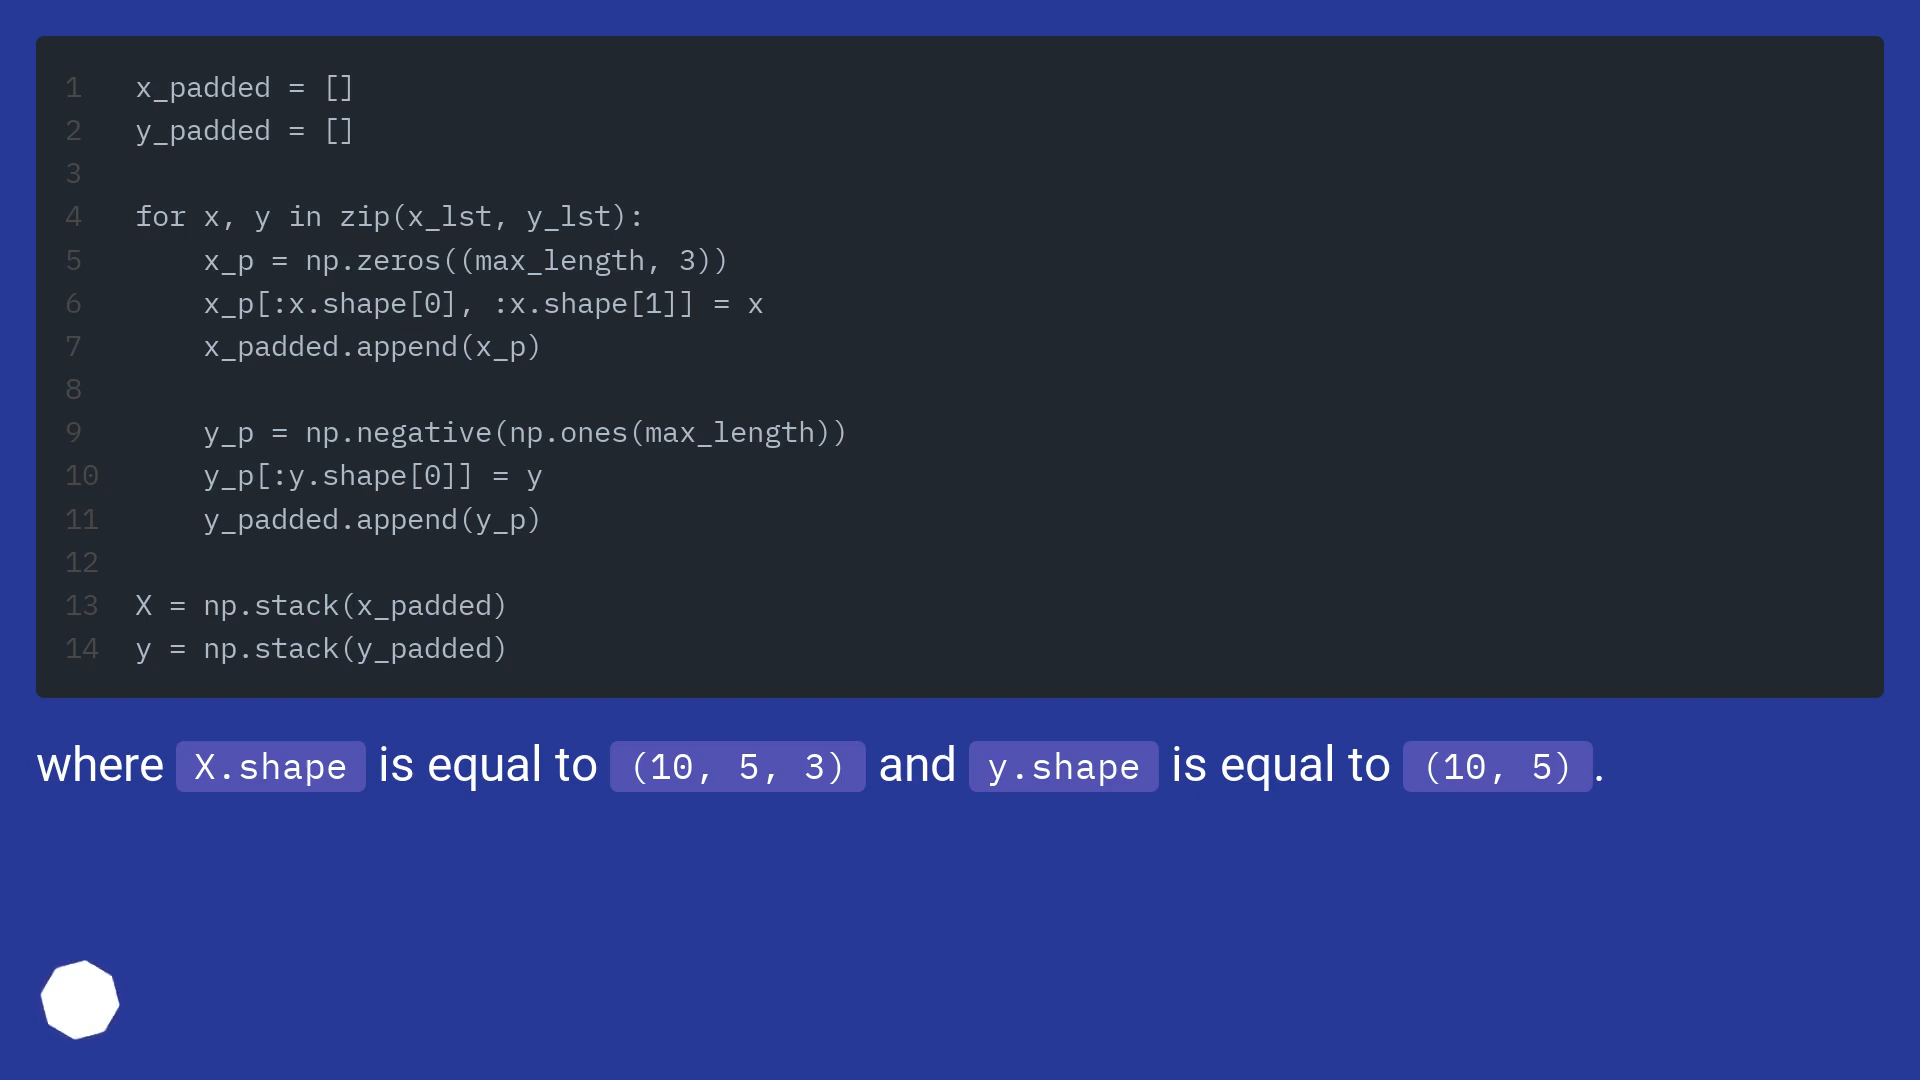 1 x_padded = []
2 y_padded = []
3
4 for x, y in zip(x_lst, y_lst):
5     x_p = np.zeros((max_length, 3))
6     x_p[:x.shape[0], :x.shape[1]] = x
7     x_padded.append(x_p)
8
9     y_p = np.negative(np.ones(max_length))
10     y_p[:y.shape[0]] = y
11     y_padded.append(y_p)
12
13 X = np.stack(x_padded)
14 y = np.stack(y_padded)
where X.shape is equal to (10, 5, 3) and y.shape is equal to (10, 5).